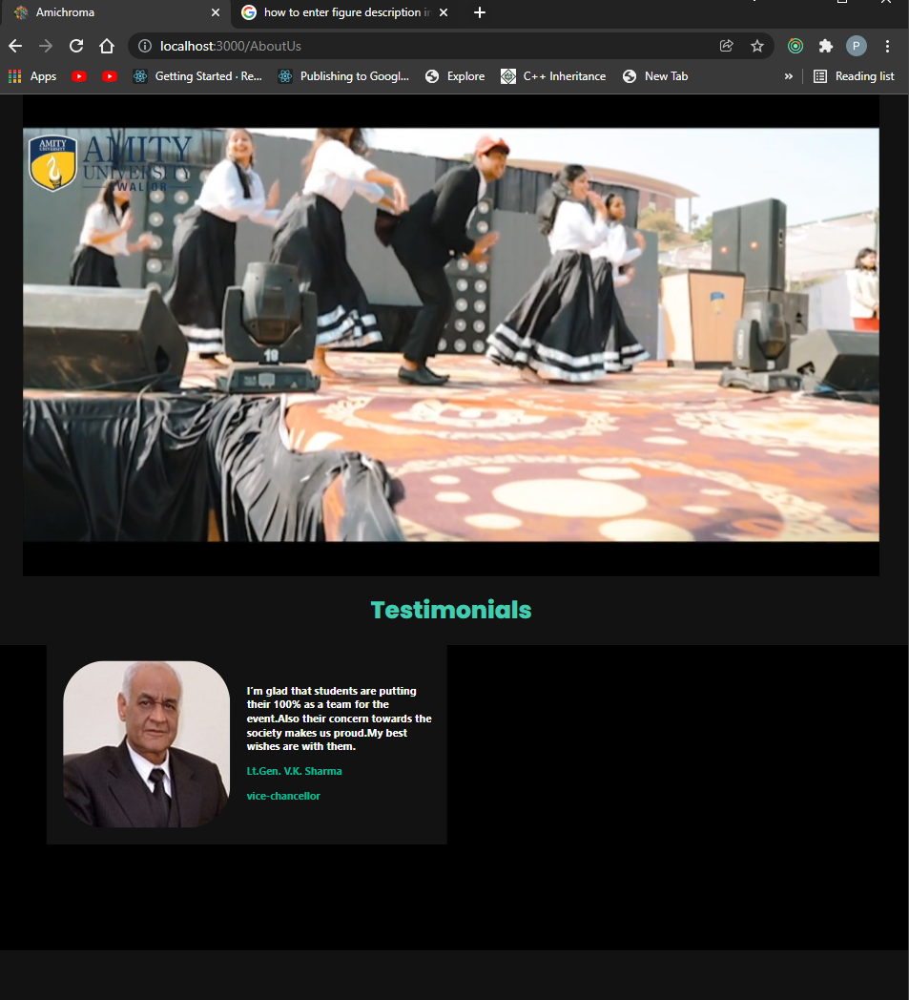 Amichroma
how to enter figure description in
localhost:3000/AboutUs
P
Apps
Getting Started · Re...
Publishing to Googl...
Explore
C++ Inheritance
New Tab
»
Reading list
AMITY
UNIVERSITY
AMITY
UNIVERSITY
GWALIOR
19
Testimonials
I'm glad that students are putting
their 100% as a team for the
event.Also their concern towards the
society makes us proud.My best
wishes are with them.
Lt.Gen. V.K. Sharma
vice-chancellor